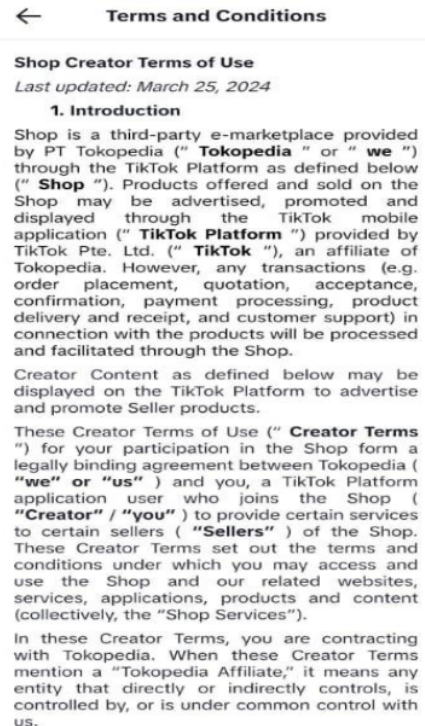 Terms and Conditions
Shop Creator Terms of Use
Last updated: March 25, 2024
1. Introduction
Shop is a third-party e-marketplace provided
by PT Tokopedia (“ Tokopedia ” or “ we ”)
through the TikTok Platform as defined below
(“ Shop ”). Products offered and sold on the
Shop may be advertised, promoted and
displayed through the TikTok mobile
application (“ TikTok Platform ”) provided by
TikTok Pte. Ltd. (“ TikTok ”), an affiliate of
Tokopedia. However, any transactions (e.g.
order placement, quotation, acceptance,
confirmation, payment processing, product
delivery and receipt, and customer support) in
connection with the products will be processed
and facilitated through the Shop.
Creator Content as defined below may be
displayed on the TikTok Platform to advertise
and promote Seller products.
These Creator Terms of Use (“ Creator Terms
”) for your participation in the Shop form a
legally binding agreement between Tokopedia (
“we” or “us” ) and you, a TikTok Platform
application user who joins the Shop (
“Creator” / “you” ) to provide certain services
to certain sellers ( “Sellers” ) of the Shop.
These Creator Terms set out the terms and
conditions under which you may access and
use the Shop and our related websites,
services, applications, products and content
(collectively, the “Shop Services”).
In these Creator Terms, you are contracting
with Tokopedia. When these Creator Terms
mention a “Tokopedia Affiliate,” it means any
entity that directly or indirectly controls, is
controlled by, or is under common control with
us.